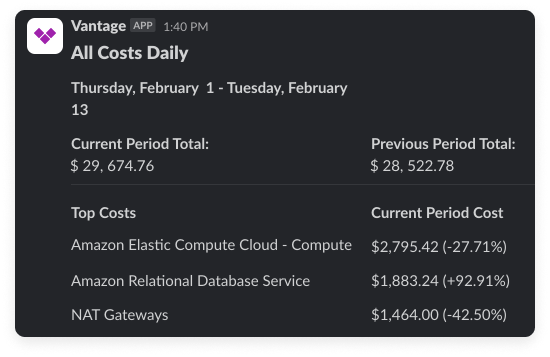 Vantage APP 1:40 PM
All Costs Daily
Thursday, February 1 - Tuesday, February
13
Current Period Total: Previous Period Total:
$ 29, 674.76 $ 28, 522.78
Top Costs Current Period Cost
Amazon Elastic Compute Cloud - Compute $2,795.42 (-27.71%)
Amazon Relational Database Service $1,883.24 (+92.91%)
NAT Gateways $1,464.00 (-42.50%)